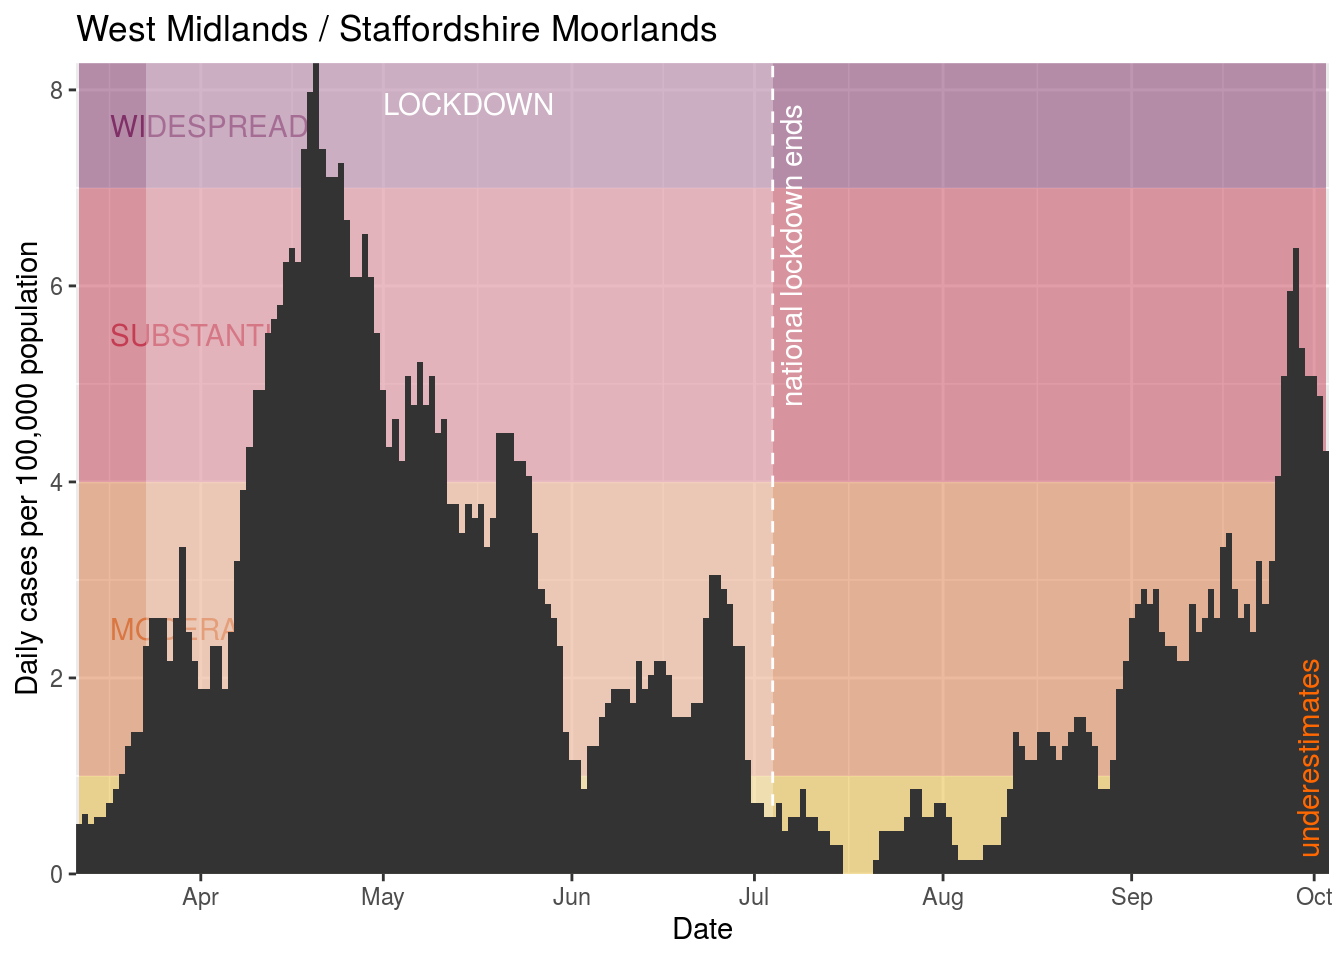 West Midlands / Staffordshire Moorlands
Daily cases per 100,000 population
8
6
4
2
0
WIDESPREAD
LOCKDOWN
SUBSTANT
MODERA
national lockdown ends
underestimates
Apr
May
Jun
Jul
Aug
Sep
Oct
Date